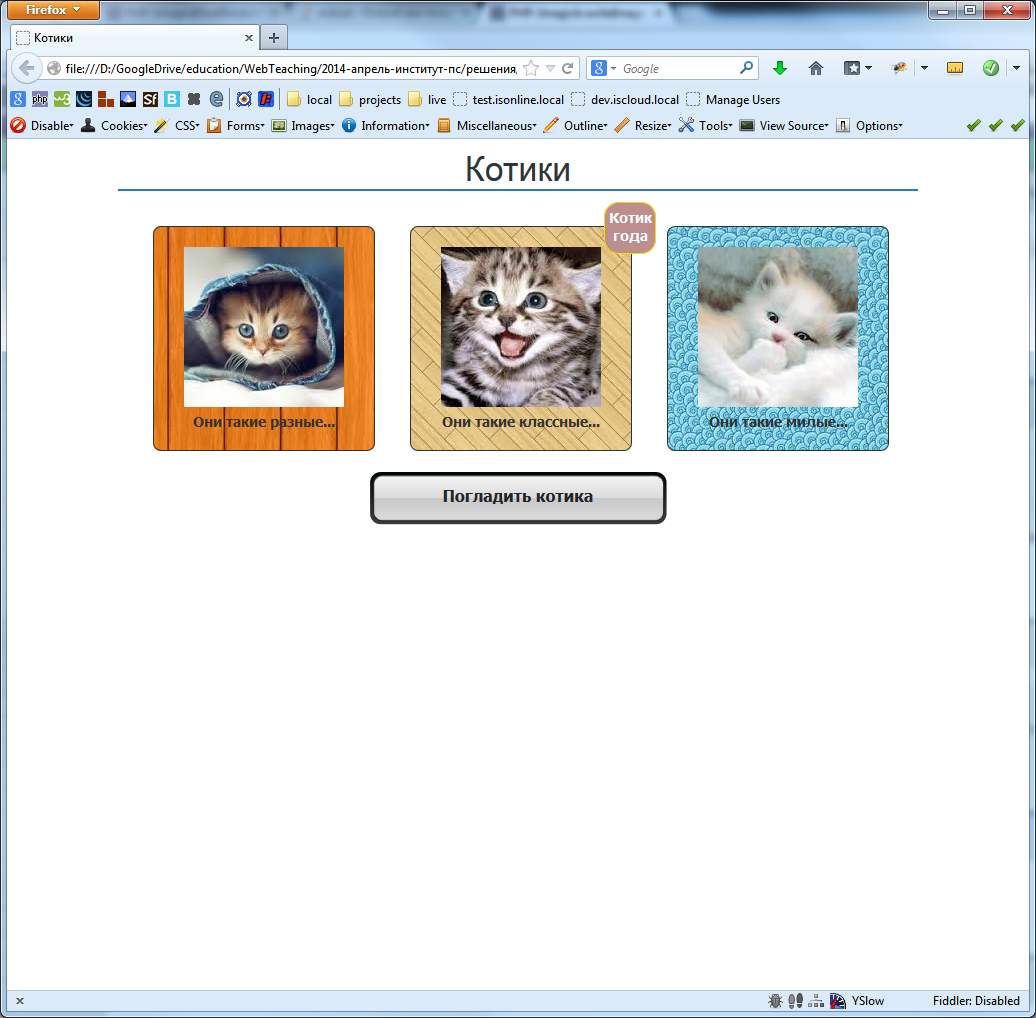 Firefox
Котики
file:///D:/GoogleDrive/education/WebTeaching/2014-апрель-институт-пс/решения,
Google
local
projects
live
test.isonline.local
dev.iscloud.local
Manage Users
Disable
Cookies
CSS
Forms
Images
Information
Miscellaneous
Outline
Resize
Tools
View Source
Options
Котики
Котик
года
Они такие разные...
Они такие классные...
Они такие милые...
Погладить котика
YSlow
Fiddler: Disabled